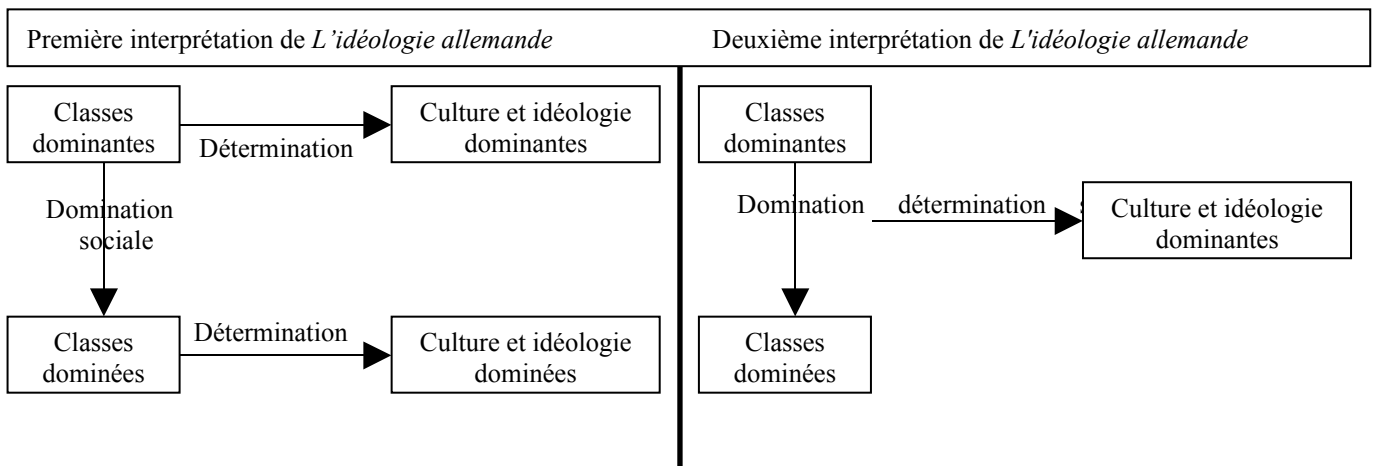 Première interprétation de L’idéologie allemande
Deuxième interprétation de L'idéologie allemande
Classes
dominantes
Détermination
Culture et idéologie
dominantes
Domination
sociale
Classes
dominées
Détermination
Culture et idéologie
dominées
Classes
dominantes
Domination
détermination
Culture et idéologie
dominantes
Classes
dominées